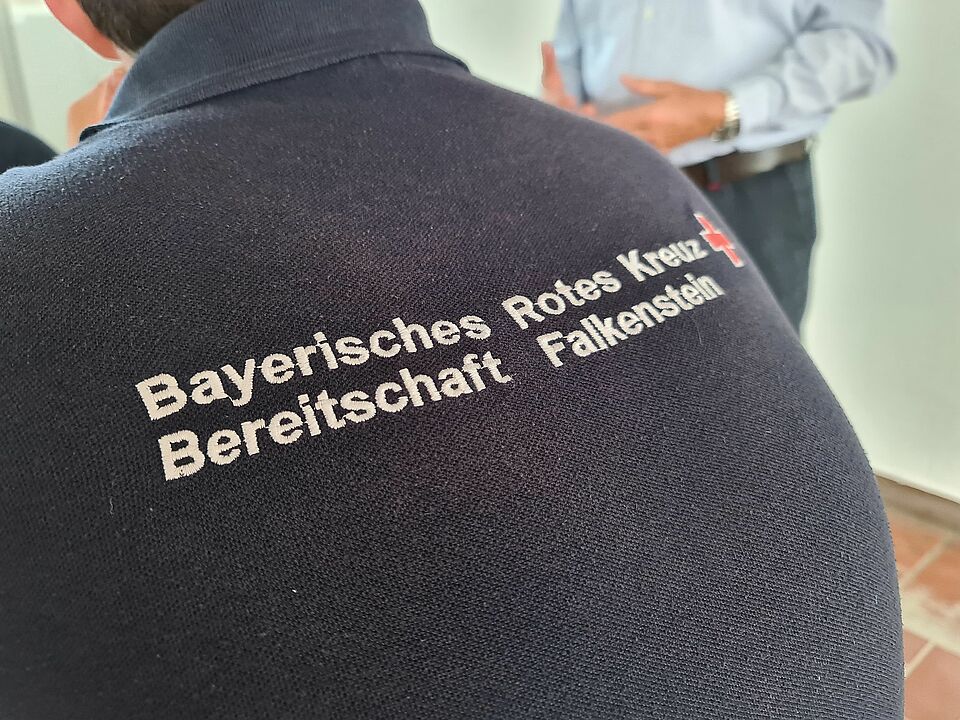 Bayerisches Rotes Kreuz
Bereitschaft Falkenstein